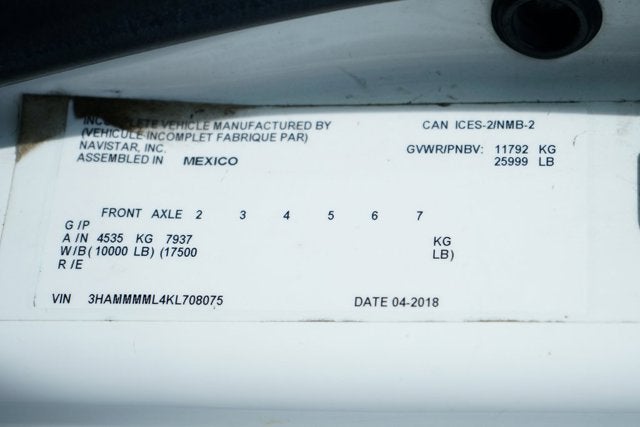 INCOMPLETE VEHICLE MANUFACTURED BY
(VEHICULE INCOMPLET FABRIQUE PAR)
NAVISTAR, INC.
ASSEMBLED IN MEXICO
CAN ICES-2/NMB-2
GVWR/PNBV: 11792 KG
25999 LB
FRONT AXLE 2 3 4 5 6 7
G /P
A / N 4535 KG 7937 KG
W/B( 10000 LB) (17500 LB)
R /E
VIN 3HAMMMML4KL708075 DATE 04-2018